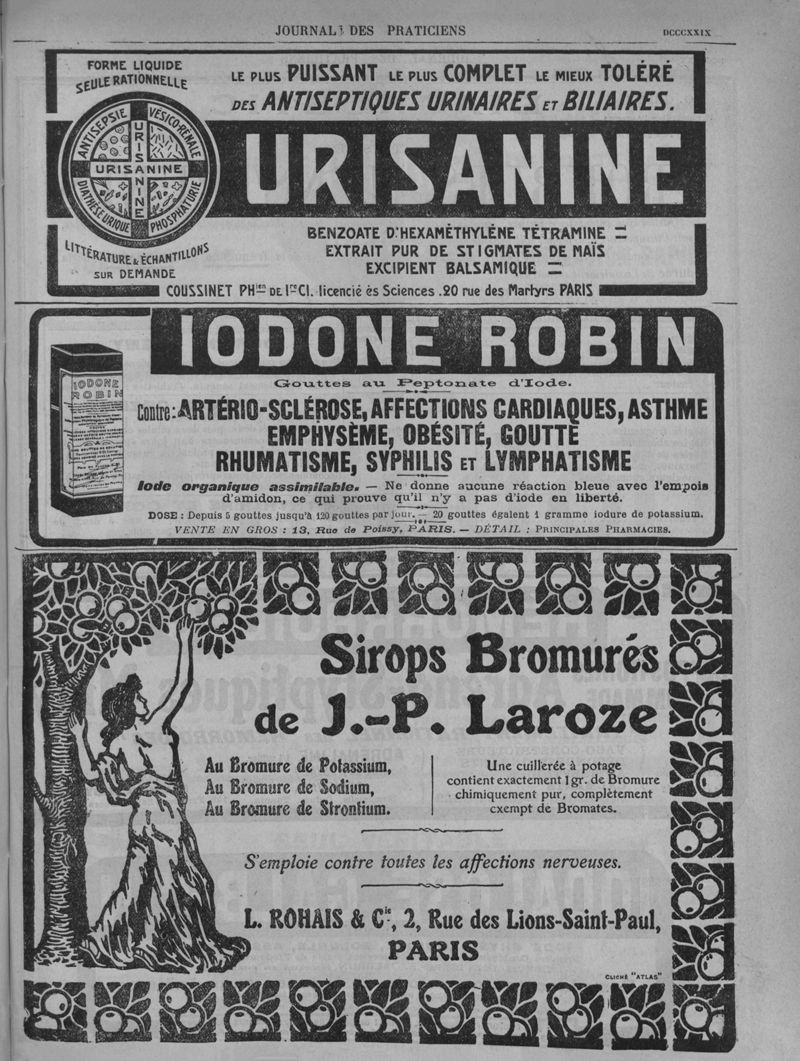 JOURNAL DES PRATICIENS
DCCCXXIX
FORME LIQUIDE
SEULE RATIONNELLE
LE PLUS PUISSANT LE PLUS COMPLET LE MIEUX TOLÉRÉ
DES ANTISEPTIQUES URINAIRES ET BILIAIRES.
ANTISEPSIE VÉSICO-RÉNALE
URISANINE
URISANINE
DIATHÈSE URIQUE PHOSPHATURIE
URISANINE
BENZOATE D'HEXAMÉTHYLÈNE TÉTRAMINE
EXTRAIT PUR DE STIGMATES DE MAÏS
EXCIPIENT BALSAMIQUE
LITTÉRATURE & ÉCHANTILLONS
SUR DEMANDE
COUSSINET PHien DE 1re Cl. licencié ès Sciences .20 rue des Martyrs PARIS
IODONE ROBIN
IODONE
ROBIN
Gouttes au Peptonate d'Iode.
Contre: ARTÉRIO-SCLÉROSE, AFFECTIONS CARDIAQUES, ASTHME
EMPHYSÈME, OBÉSITÉ, GOUTTE
RHUMATISME, SYPHILIS ET LYMPHATISME
Iode organique assimilable. — Ne donne aucune réaction bleue avec l'empois
d'amidon, ce qui prouve qu'il n'y a pas d'iode en liberté.
DOSE : Depuis 5 gouttes jusqu'à 120 gouttes par jour. — 20 gouttes égalent 1 gramme iodure de potassium.
VENTE EN GROS : 13, Rue de Poissy, PARIS. — DÉTAIL : PRINCIPALES PHARMACIES.
Sirops Bromurés
de J.-P. Laroze
Au Bromure de Potassium,
Au Bromure de Sodium,
Au Bromure de Strontium.
Une cuillerée à potage
contient exactement 1 gr. de Bromure
chimiquement pur, complètement
exempt de Bromates.
S'emploie contre toutes les affections nerveuses.
L. ROHAIS & Cie, 2, Rue des Lions-Saint-Paul,
PARIS
CLICHÉ "ATLAS"